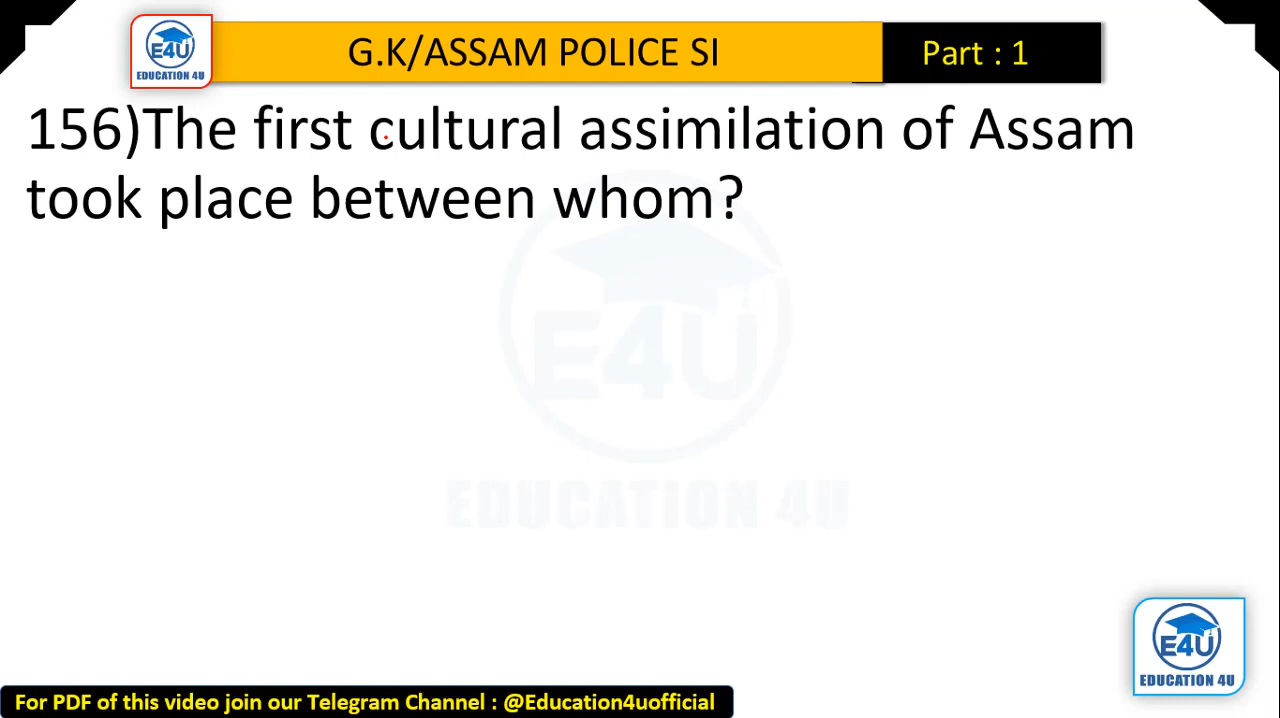 E4U
EDUCATION 4U
G.K/ASSAM POLICE SI
Part : 1
156)The first cultural assimilation of Assam
took place between whom?
E4U
EDUCATION 4U
E4U
EDUCATION 4U
For PDF of this video join our Telegram Channel : @Education4uofficial